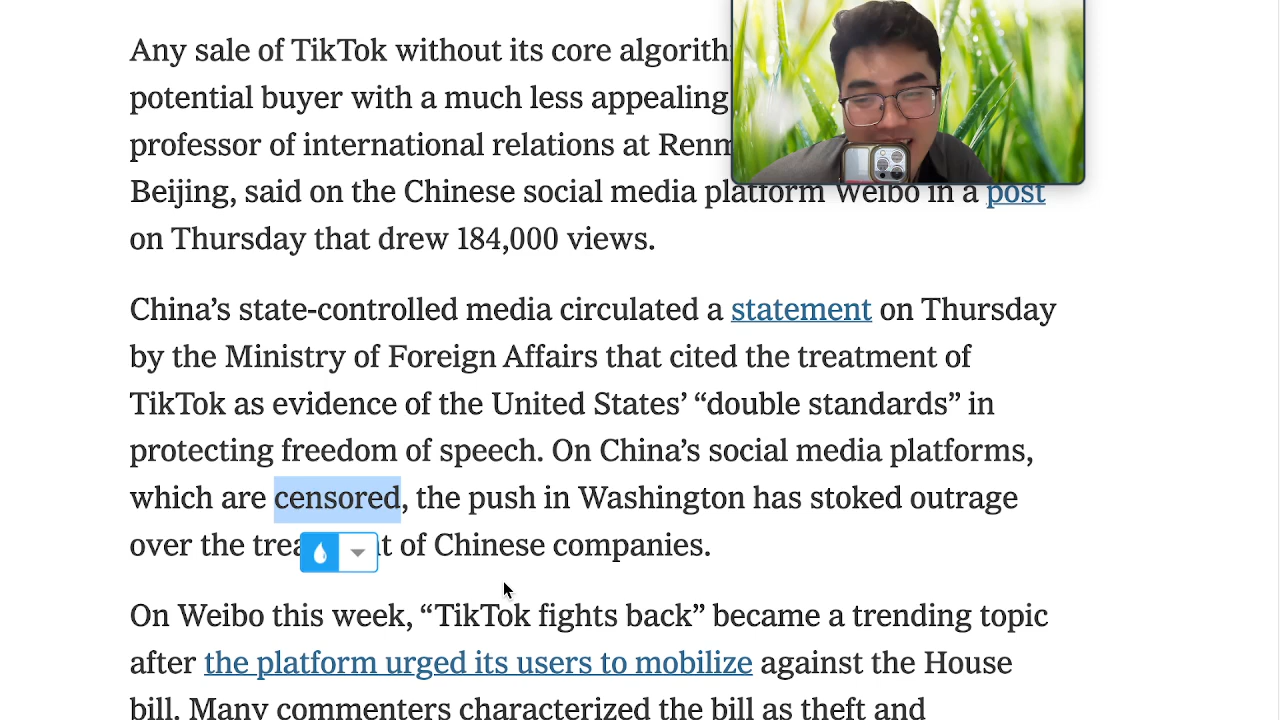 Any sale of TikTok without its core
potential buyer with a much less appealing
professor of international relations at
Beijing, said on the Chinese social media platform Weibo in a post
on Thursday that drew 184,000 views.
China’s state-controlled media circulated a statement on Thursday
by the Ministry of Foreign Affairs that cited the treatment of
TikTok as evidence of the United States’ “double standards” in
protecting freedom of speech. On China’s social media platforms,
which are censored, the push in Washington has stoked outrage
over the of Chinese companies.
On Weibo this week, “TikTok fights back” became a trending topic
after the platform urged its users to mobilize against the House
bill. Many commenters characterized the bill as theft and